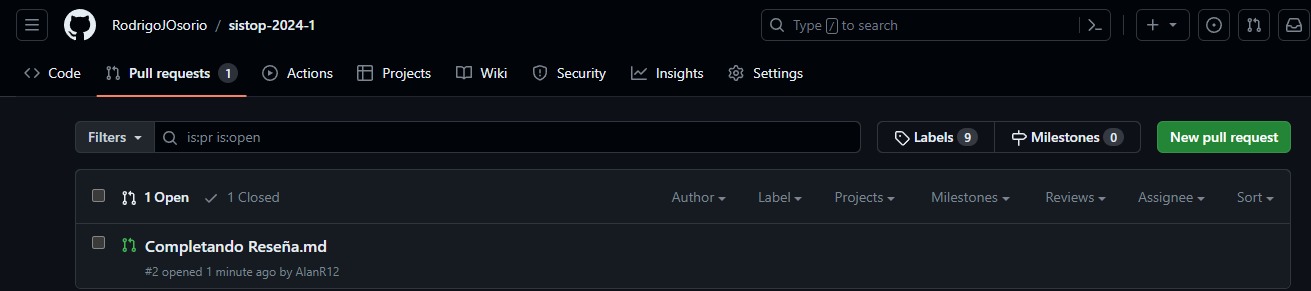 RodrigoJOsorio / sistop-2024-1 Type / to search
Code Pull requests 1 Actions Projects Wiki Security Insights Settings
Filters is:pr is:open Labels 9 Milestones 0 New pull request
1 Open 1 Closed Author Label Projects Milestones Reviews Assignee Sort
Completando Reseña.md
#2 opened 1 minute ago by AlanR12